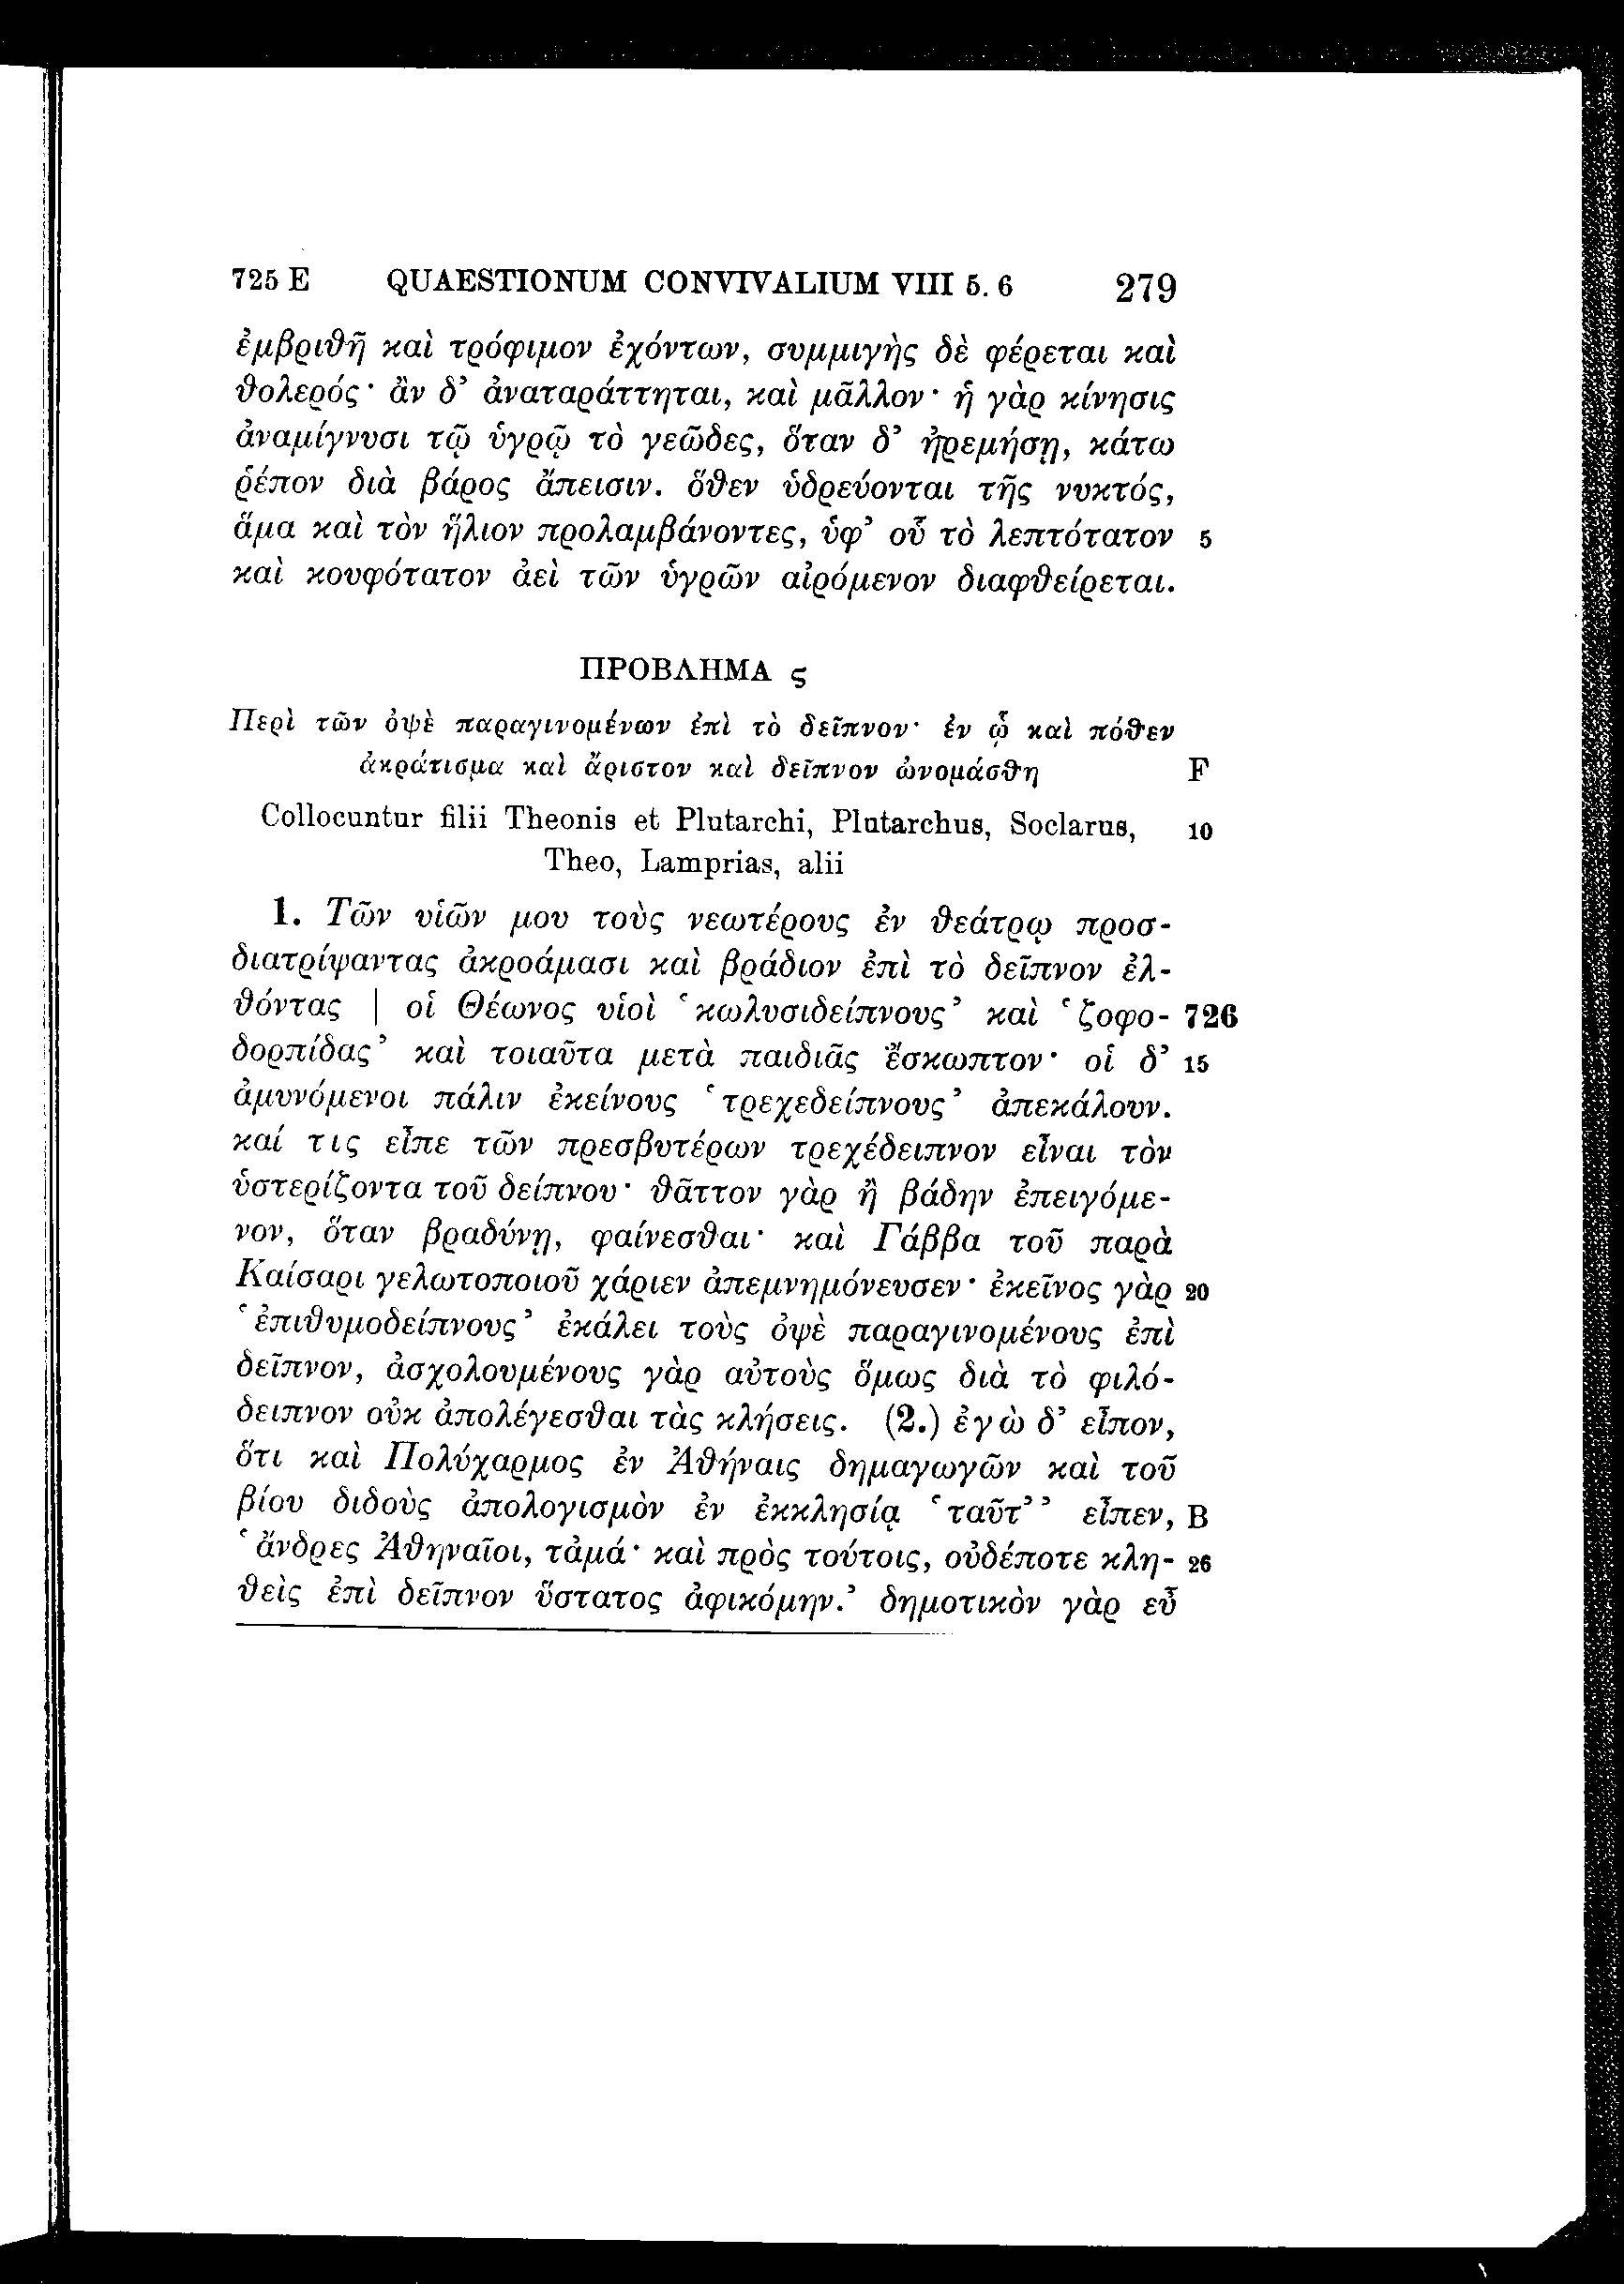 725 E QUAESTIONUM CONVIVALIUM VIII 5. 6 279
ἐμβριθῆ καὶ τρόφιμον ἐχόντων, συμμιγὴς δὲ φέρεται καὶ
θολερός· ἂν δ’ ἀναταράττηται, καὶ μᾶλλον· ἡ γὰρ κίνησις
ἀναμίγνυσι τῷ ὑγρῷ τὸ γεῶδες, ὅταν δ’ ἠρεμήσῃ, κάτω
ῥέπον διὰ βάρος ἄπεισιν. ὅθεν ὑδρεύονται τῆς νυκτός,
ἅμα καὶ τὸν ἥλιον προλαμβάνοντες, ὑφ’ οὗ τὸ λεπτότατον 5
καὶ κουφότατον ἀεὶ τῶν ὑγρῶν αἰρόμενον διαφθείρεται.
ΠΡΟΒΛΗΜΑ ς
Περὶ τῶν ὀψὲ παραγινομένων ἐπὶ τὸ δεῖπνον· ἐν ᾧ καὶ πόθεν
ἀκράτισμα καὶ ἄριστον καὶ δεῖπνον ὠνομάσθη F
Collocuntur filii Theonis et Plutarchi, Plutarchus, Soclarus, 10
Theo, Lamprias, alii
1. Τῶν υἱῶν μου τοὺς νεωτέρους ἐν θεάτρῳ προσ-
διατρίψαντας ἀκροάμασι καὶ βράδιον ἐπὶ τὸ δεῖπνον ἐλ-
θόντας | οἱ Θέωνος υἱοὶ ‘κωλυσιδείπνους’ καὶ ‘ζοφο- 726
δορπίδας’ καὶ τοιαῦτα μετὰ παιδιᾶς ἔσκωπτον· οἱ δ’ 15
ἀμυνόμενοι πάλιν ἐκείνους ‘τρεχεδείπνους’ ἀπεκάλουν.
καί τις εἶπε τῶν πρεσβυτέρων τρεχέδειπνον εἶναι τὸν
ὑστερίζοντα τοῦ δείπνου· θᾶττον γὰρ ἢ βάδην ἐπειγόμε-
νον, ὅταν βραδύνῃ, φαίνεσθαι· καὶ Γάββα τοῦ παρὰ
Καίσαρι γελωτοποιοῦ χάριεν ἀπεμνημόνευσεν· ἐκεῖνος γὰρ 20
‘ἐπιθυμοδείπνους’ ἐκάλει τοὺς ὀψὲ παραγινομένους ἐπὶ
δεῖπνον, ἀσχολουμένους γὰρ αὐτοὺς ὅμως διὰ τὸ φιλό-
δειπνον οὐκ ἀπολέγεσθαι τὰς κλήσεις. (2.) ἐγὼ δ’ εἶπον,
ὅτι καὶ Πολύχαρμος ἐν Ἀθήναις δημαγωγῶν καὶ τοῦ
βίου διδοὺς ἀπολογισμὸν ἐν ἐκκλησίᾳ ‘ταῦτ’’ εἶπεν, B
‘ἄνδρες Ἀθηναῖοι, τἀμά· καὶ πρὸς τούτοις, οὐδέποτε κλη- 26
θεὶς ἐπὶ δεῖπνον ὕστατος ἀφικόμην.’ δημοτικὸν γὰρ εὖ